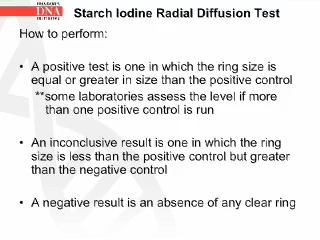 DNA
INITIATIVE
Starch Iodine Radial Diffusion Test
How to perform:
• A positive test is one in which the ring size is
equal or greater in size than the positive control
**some laboratories assess the level if more
than one positive control is run
• An inconclusive result is one in which the ring
size is less than the positive control but greater
than the negative control
• A negative result is an absence of any clear ring